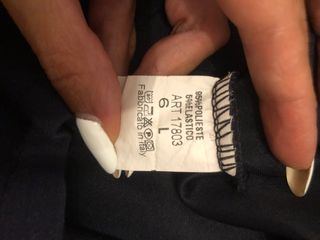 95%POLIESTE
5%ELASTICO
ART 17803
6 L
Fabbricato in Italy